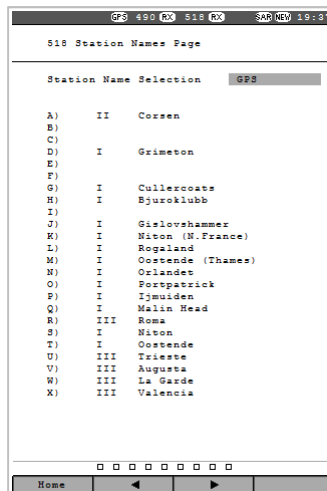 GPS 490 RX 518 RX SAR NEW 19:37
518 Station Names Page
Station Name Selection GPS
A) II Corsen
B)
C)
D) I Grimeton
E)
F)
G) I Cullercoats
H) I Bjuroklubb
I)
J) I Gislovshammer
K) I Niton (N.France)
L) I Rogaland
M) I Oostende (Thames)
N) I Orlandet
O) I Portpatrick
P) I Ijmuiden
Q) I Malin Head
R) III Roma
S) I Niton
T) I Oostende
U) III Trieste
V) III Augusta
W) III La Garde
X) III Valencia
Home